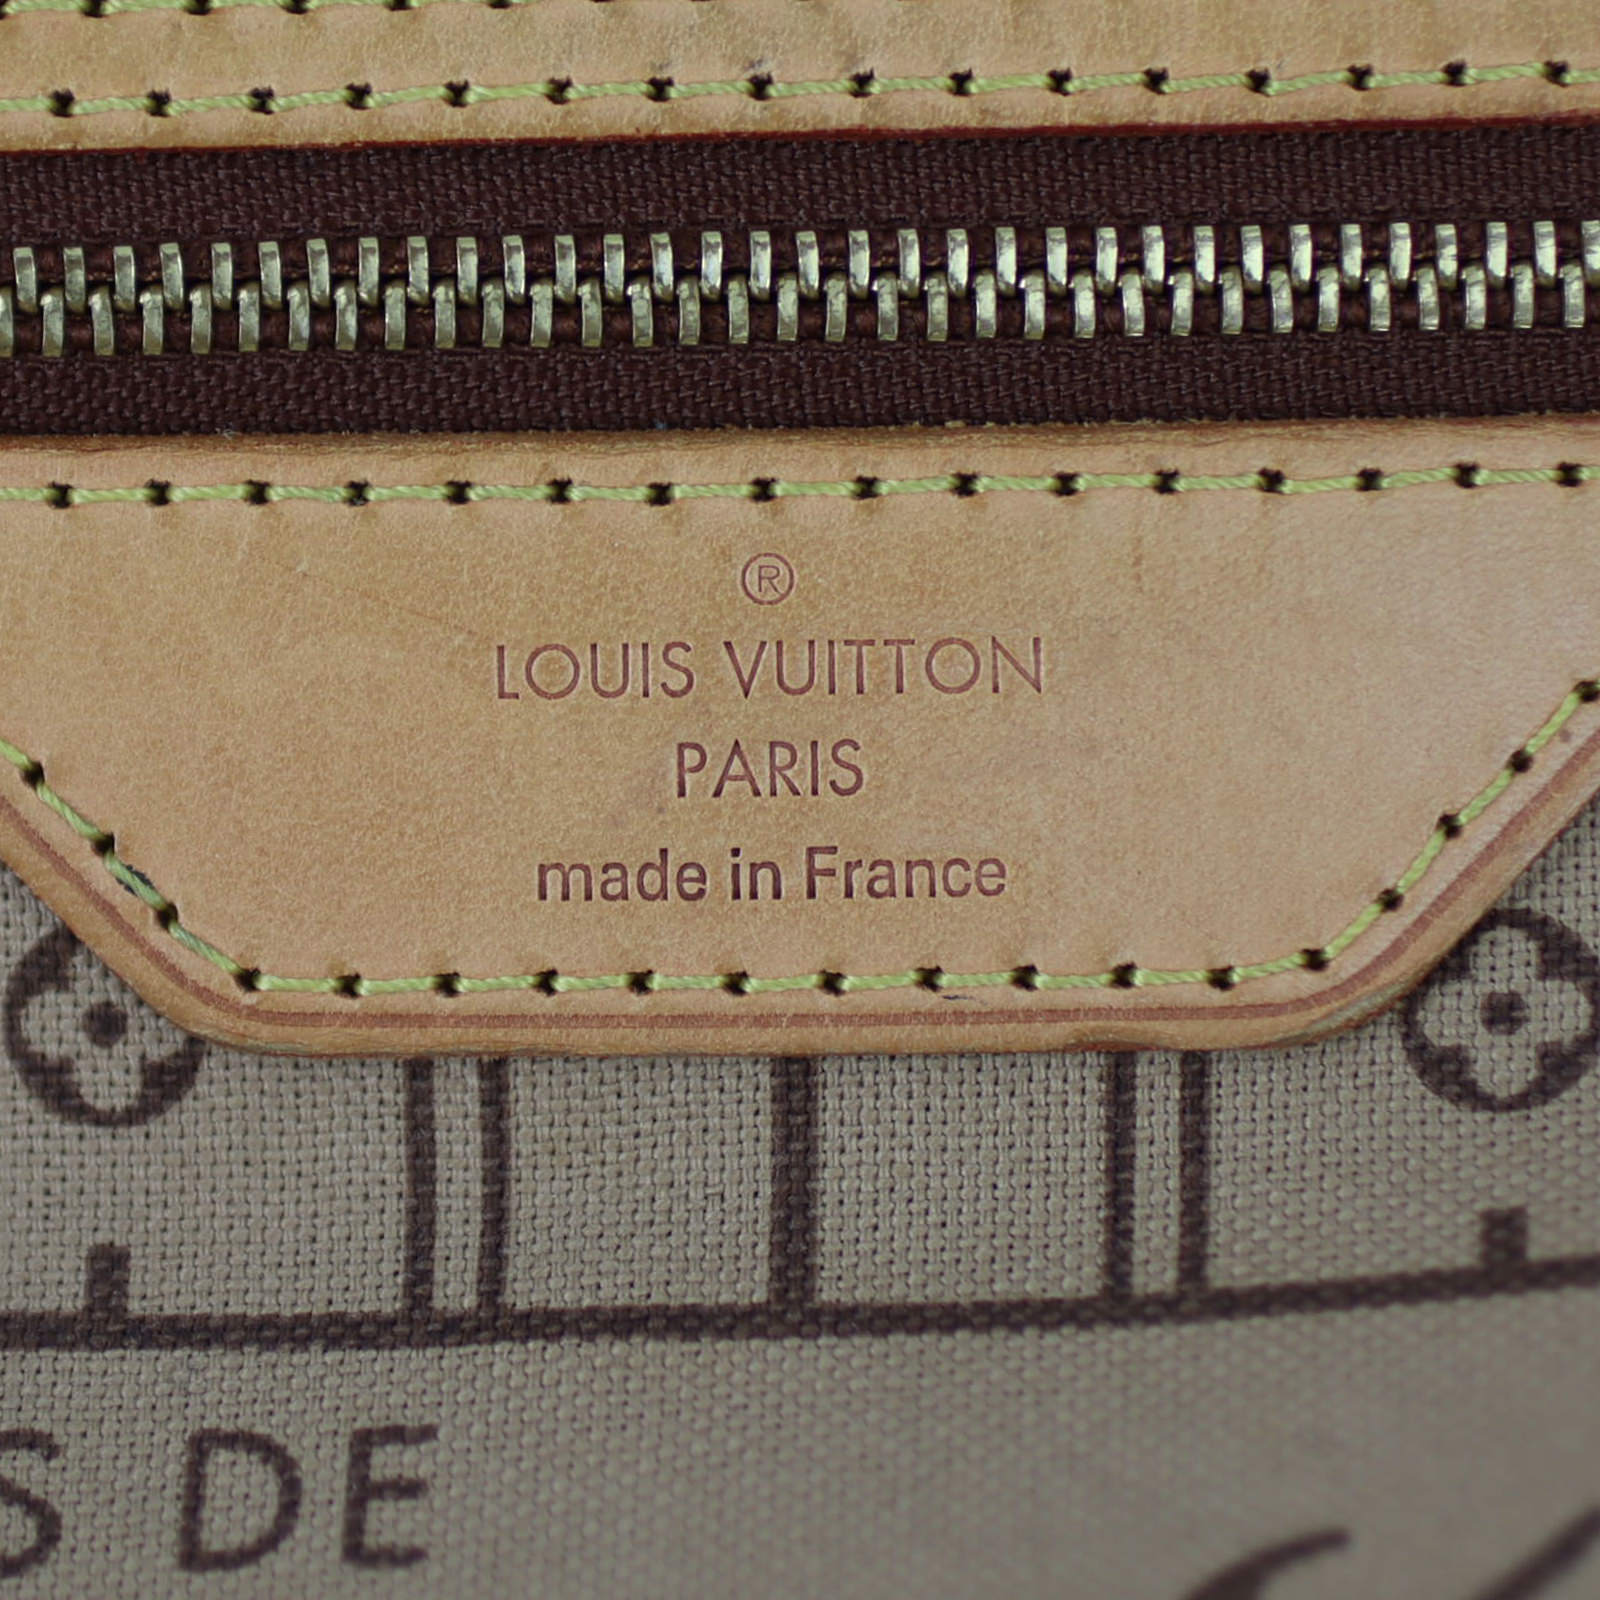 ®
LOUIS VUITTON
PARIS
made in France
S DE